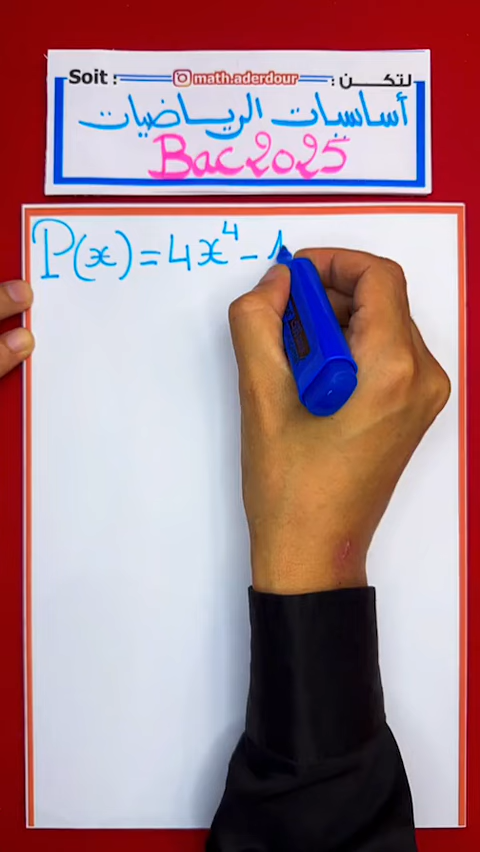 Soit : math.aderdour لتكن :
أساسيات الرياضيات
Bac2025
P(x) = 4x⁴ - 1